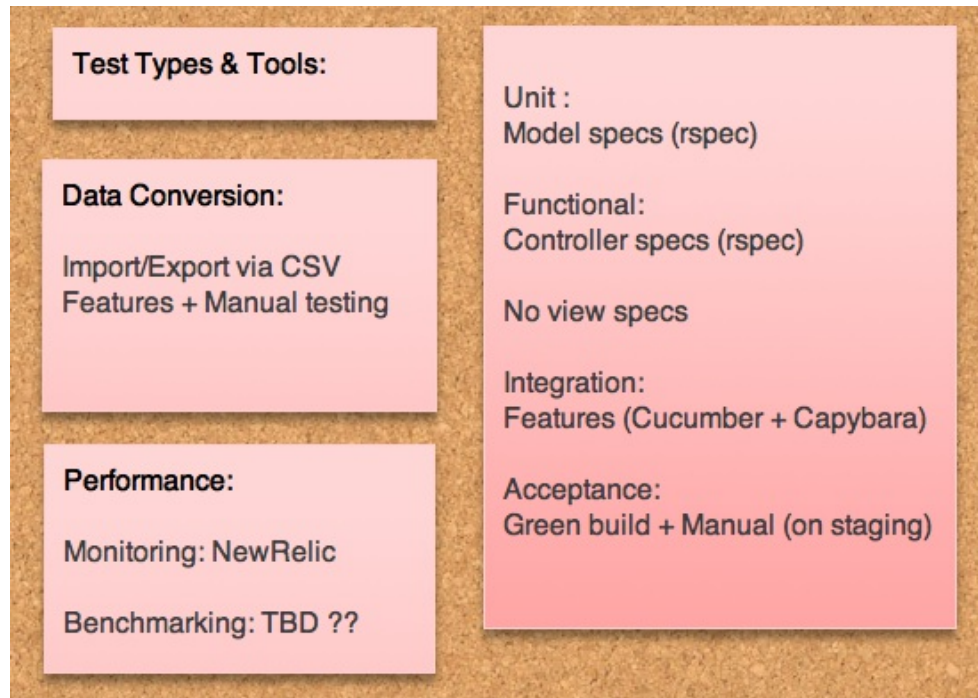 Test Types & Tools:
Data Conversion:
Import/Export via CSV
Features + Manual testing
Performance:
Monitoring: NewRelic
Benchmarking: TBD ??
Unit :
Model specs (rspec)
Functional:
Controller specs (rspec)
No view specs
Integration:
Features (Cucumber + Capybara)
Acceptance:
Green build + Manual (on staging)